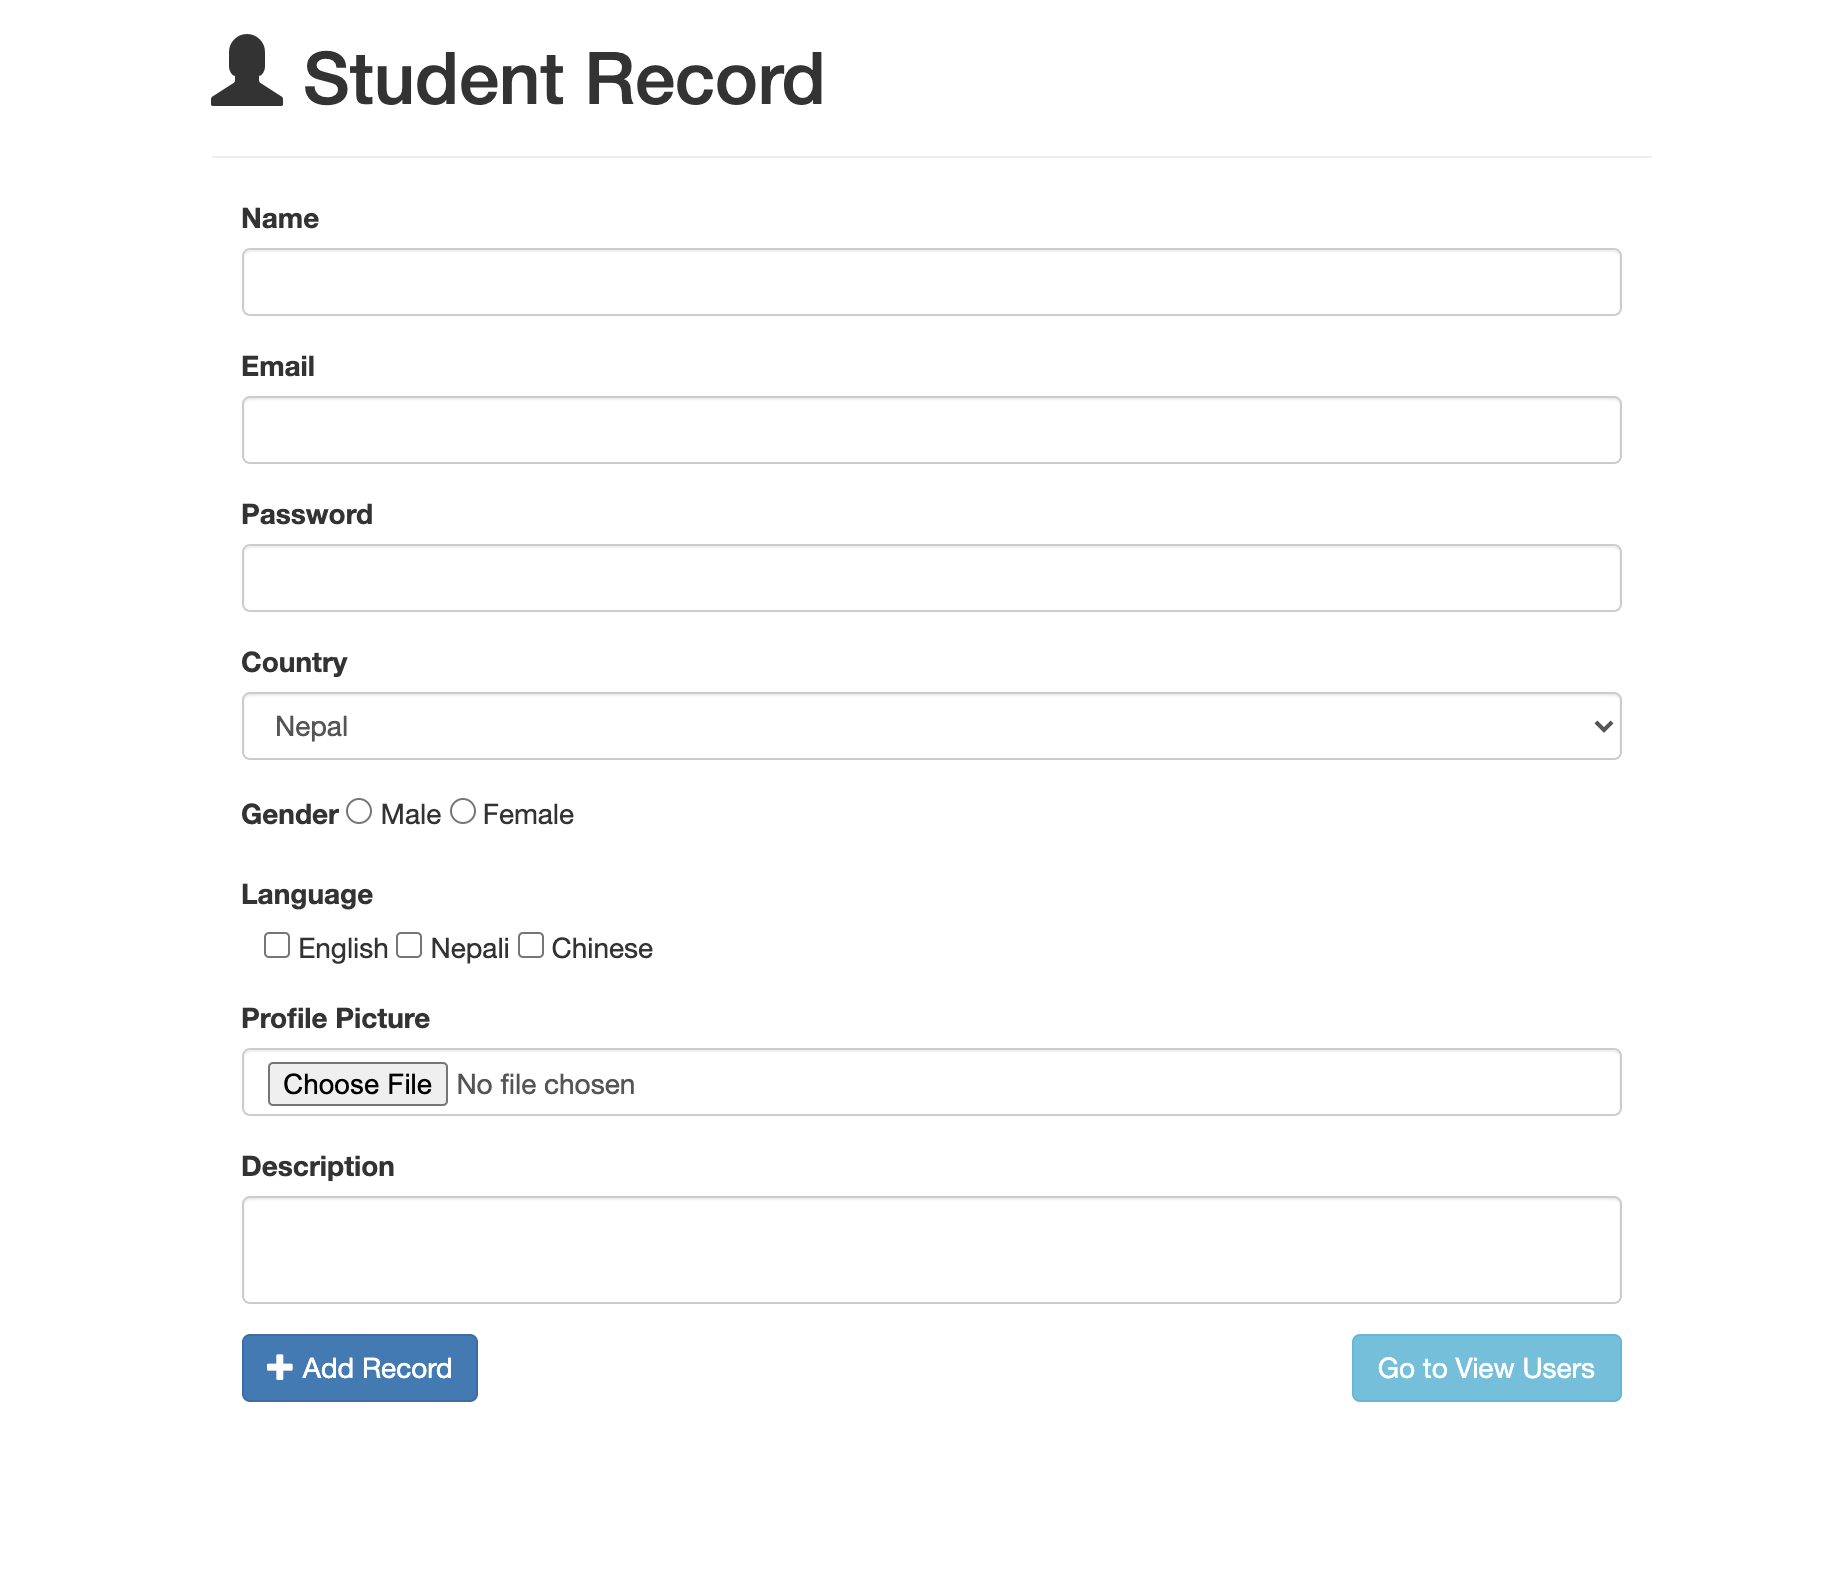 Student Record
Name
Email
Password
Country
Nepal
Gender Male Female
Language
English Nepali Chinese
Profile Picture
Choose File No file chosen
Description
Add Record Go to View Users